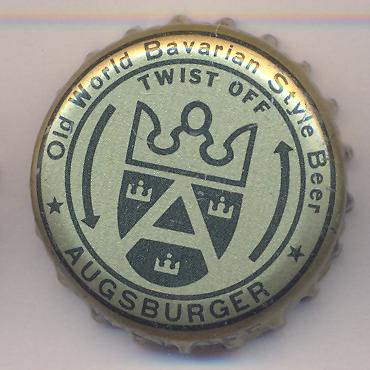 Old World Bavarian Style Beer
TWIST OFF
A
AUGSBURGER